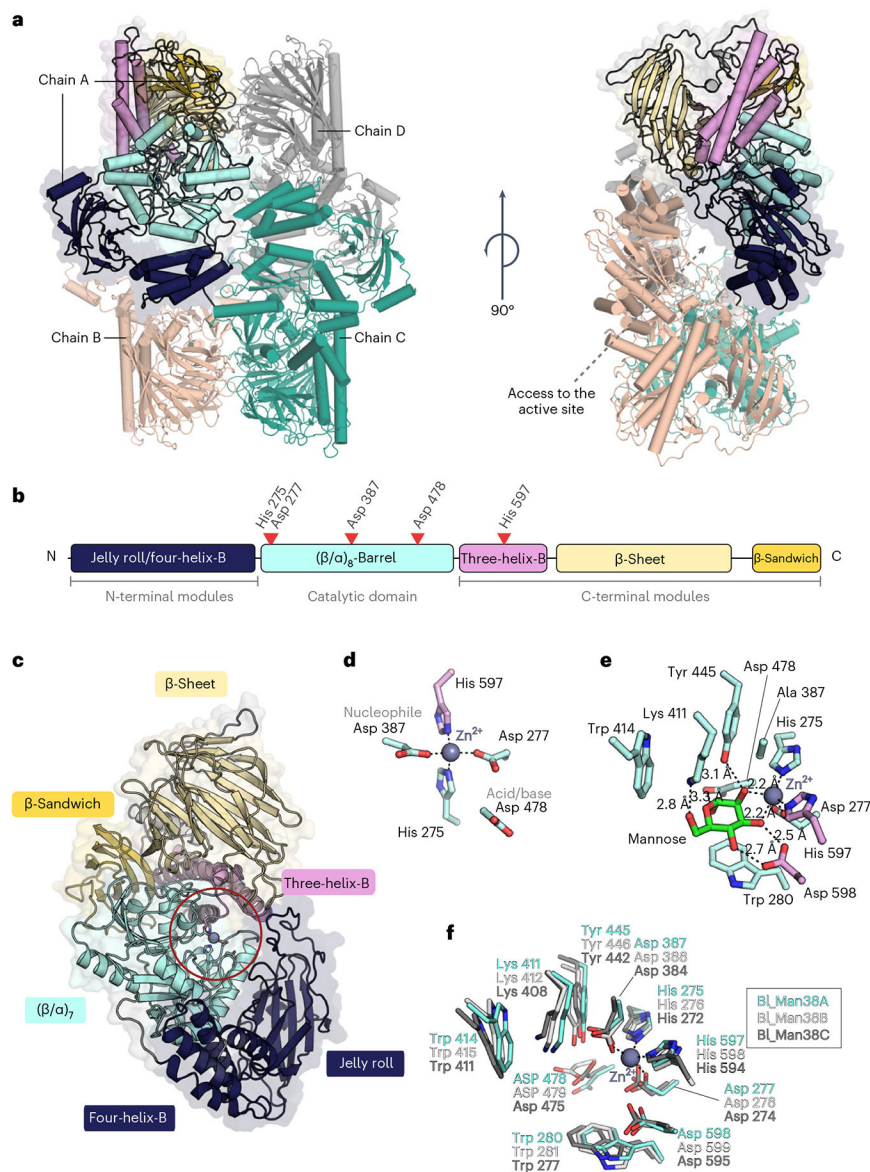 a
Chain A
Chain D
Chain B
Chain C
90°
Access to the
active site
b
His 275
Asp 277
Asp 387
Asp 478
His 597
N
Jelly roll/four-helix-B
(β/α)8-Barrel
Three-helix-B
β-Sheet
β-Sandwich
C
N-terminal modules
Catalytic domain
C-terminal modules
c
β-Sheet
β-Sandwich
Three-helix-B
(β/α)7
Jelly roll
Four-helix-B
d
His 597
Nucleophile
Asp 387
Zn2+
Asp 277
Acid/base
Asp 478
His 275
e
Asp 478
Tyr 445
Ala 387
Lys 411
His 275
Trp 414
Zn2+
3.1 Å
2.2 Å
Asp 277
2.8 Å
3.3
2.2 Å
Mannose
2.5 Å
His 597
2.7 Å
Asp 598
Trp 280
f
Tyr 445
Tyr 446
Tyr 442
Asp 387
Asp 388
Asp 384
Lys 411
Lys 412
Lys 408
His 275
His 276
His 272
Bl_Man38A
Bl_Man38B
Bl_Man38C
Trp 414
Trp 415
Trp 411
His 597
His 598
His 594
Zn2+
ASP 478
ASP 479
Asp 475
Asp 277
Asp 278
Asp 274
Trp 280
Trp 281
Trp 277
Asp 598
Asp 599
Asp 595